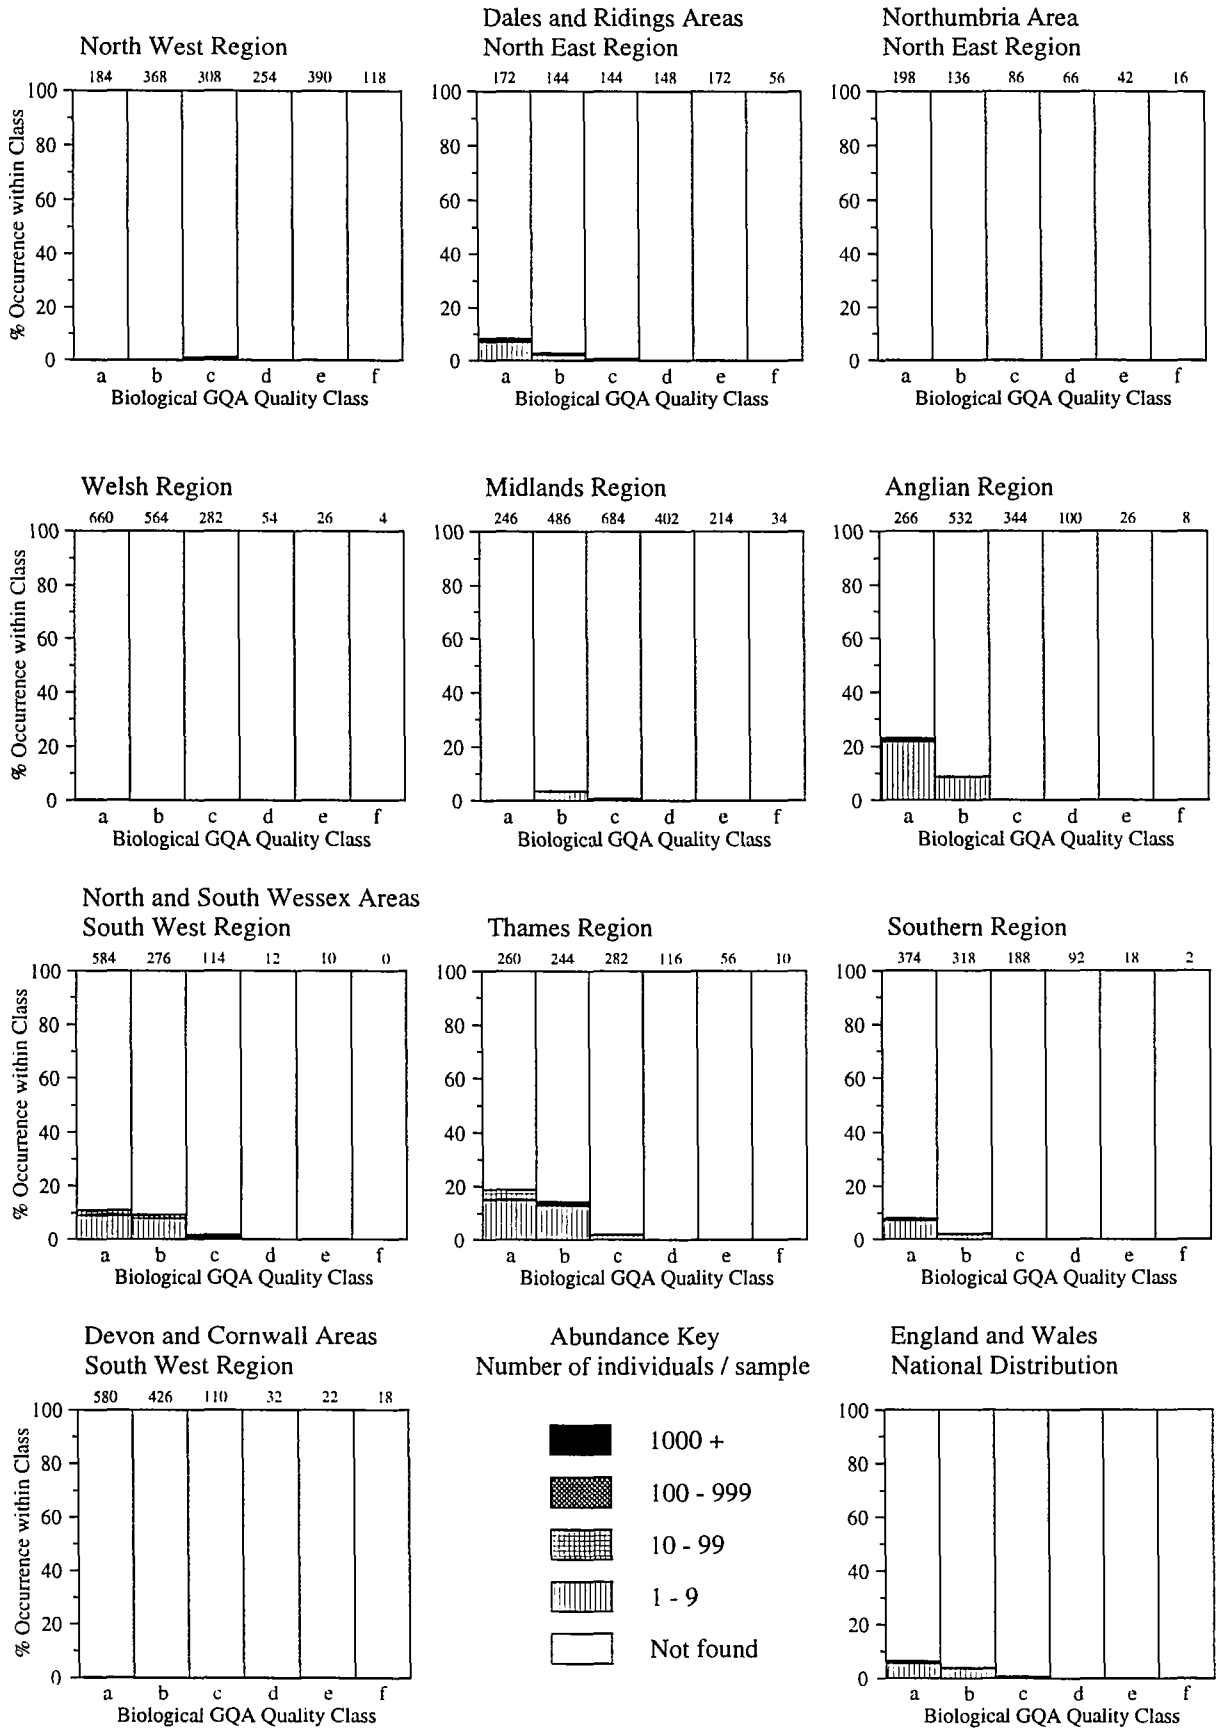 North West Region
184 368 308 254 390 118
100
80
60
40
20
0
% Occurrence within Class
a b c d e f
Biological GQA Quality Class
Dales and Ridings Areas
North East Region
172 144 144 148 172 56
100
80
60
40
20
0
a b c d e f
Biological GQA Quality Class
Northumbria Area
North East Region
198 136 86 66 42 16
100
80
60
40
20
0
a b c d e f
Biological GQA Quality Class
Welsh Region
660 564 282 54 26 4
100
80
60
40
20
0
% Occurrence within Class
a b c d e f
Biological GQA Quality Class
Midlands Region
246 486 684 402 214 34
100
80
60
40
20
0
a b c d e f
Biological GQA Quality Class
Anglian Region
266 532 344 100 26 8
100
80
60
40
20
0
a b c d e f
Biological GQA Quality Class
North and South Wessex Areas
South West Region
584 276 114 12 10 0
100
80
60
40
20
0
% Occurrence within Class
a b c d e f
Biological GQA Quality Class
Thames Region
260 244 282 116 56 10
100
80
60
40
20
0
a b c d e f
Biological GQA Quality Class
Southern Region
374 318 188 92 18 2
100
80
60
40
20
0
a b c d e f
Biological GQA Quality Class
Devon and Cornwall Areas
South West Region
580 426 110 32 22 18
100
80
60
40
20
0
% Occurrence within Class
a b c d e f
Biological GQA Quality Class
Abundance Key
Number of individuals / sample
1000 +
100 - 999
10 - 99
1 - 9
Not found
England and Wales
National Distribution
100
80
60
40
20
0
a b c d e f
Biological GQA Quality Class